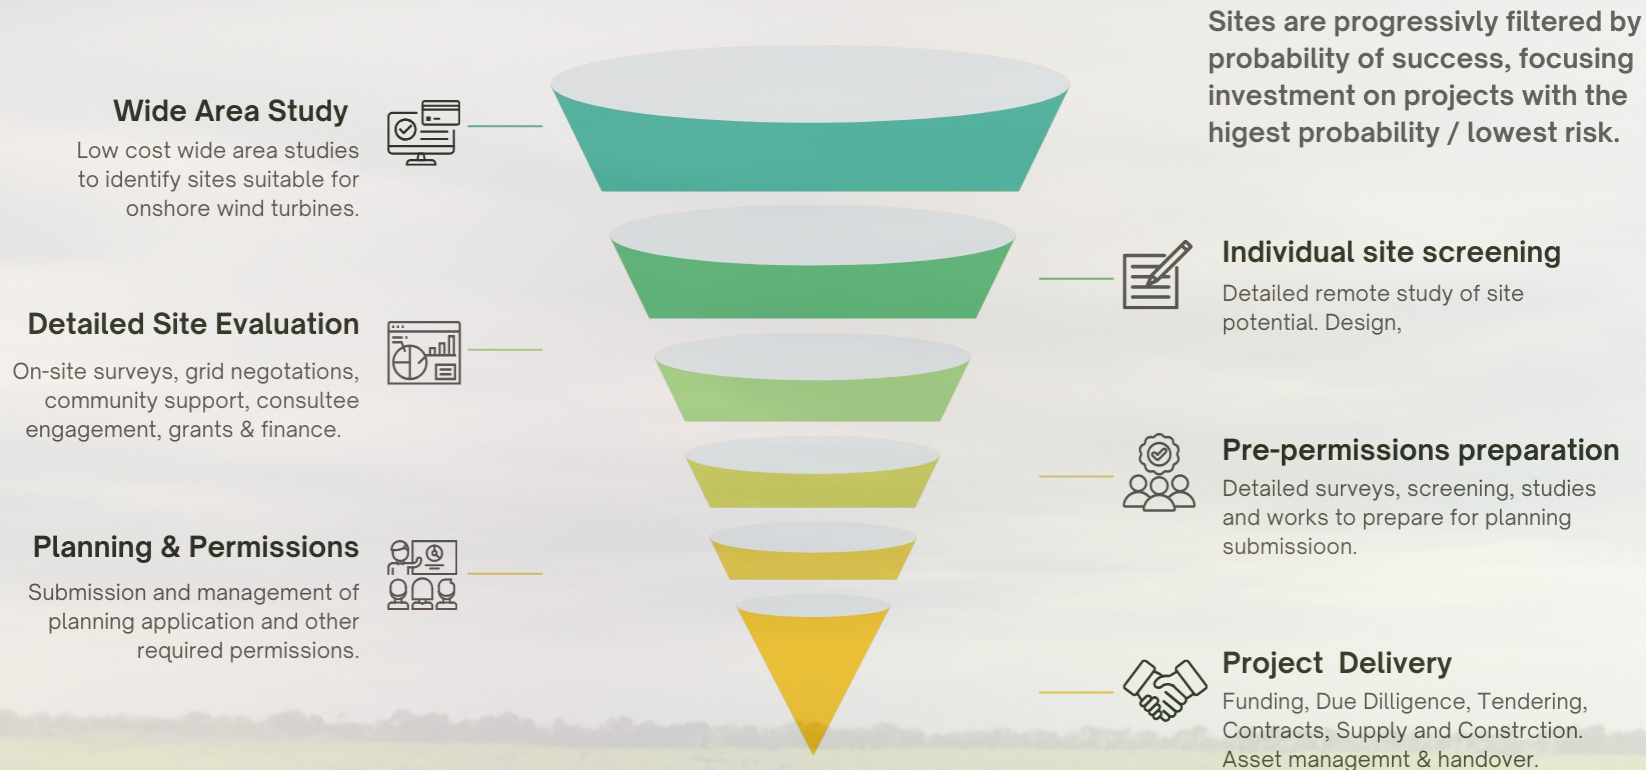 Sites are progressivly filtered by
probability of success, focusing
investment on projects with the
higest probability / lowest risk.
Wide Area Study
Low cost wide area studies
to identify sites suitable for
onshore wind turbines.
Individual site screening
Detailed remote study of site
potential. Design,
Detailed Site Evaluation
On-site surveys, grid negotations,
community support, consultee
engagement, grants & finance.
Pre-permissions preparation
Detailed surveys, screening, studies
and works to prepare for planning
submissioon.
Planning & Permissions
Submission and management of
planning application and other
required permissions.
Project Delivery
Funding, Due Dilligence, Tendering,
Contracts, Supply and Constrction.
Asset managemnt & handover.